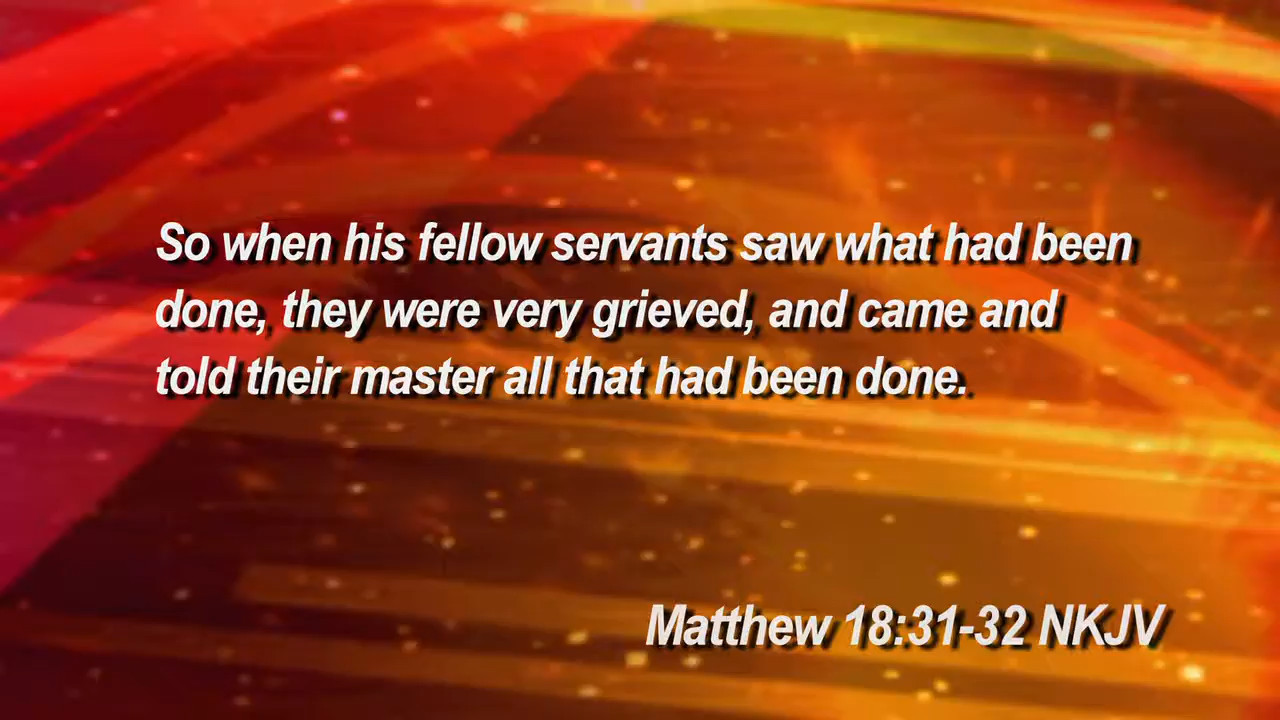 So when his fellow servants saw what had been
done, they were very grieved, and came and
told their master all that had been done.
Matthew 18:31-32 NKJV